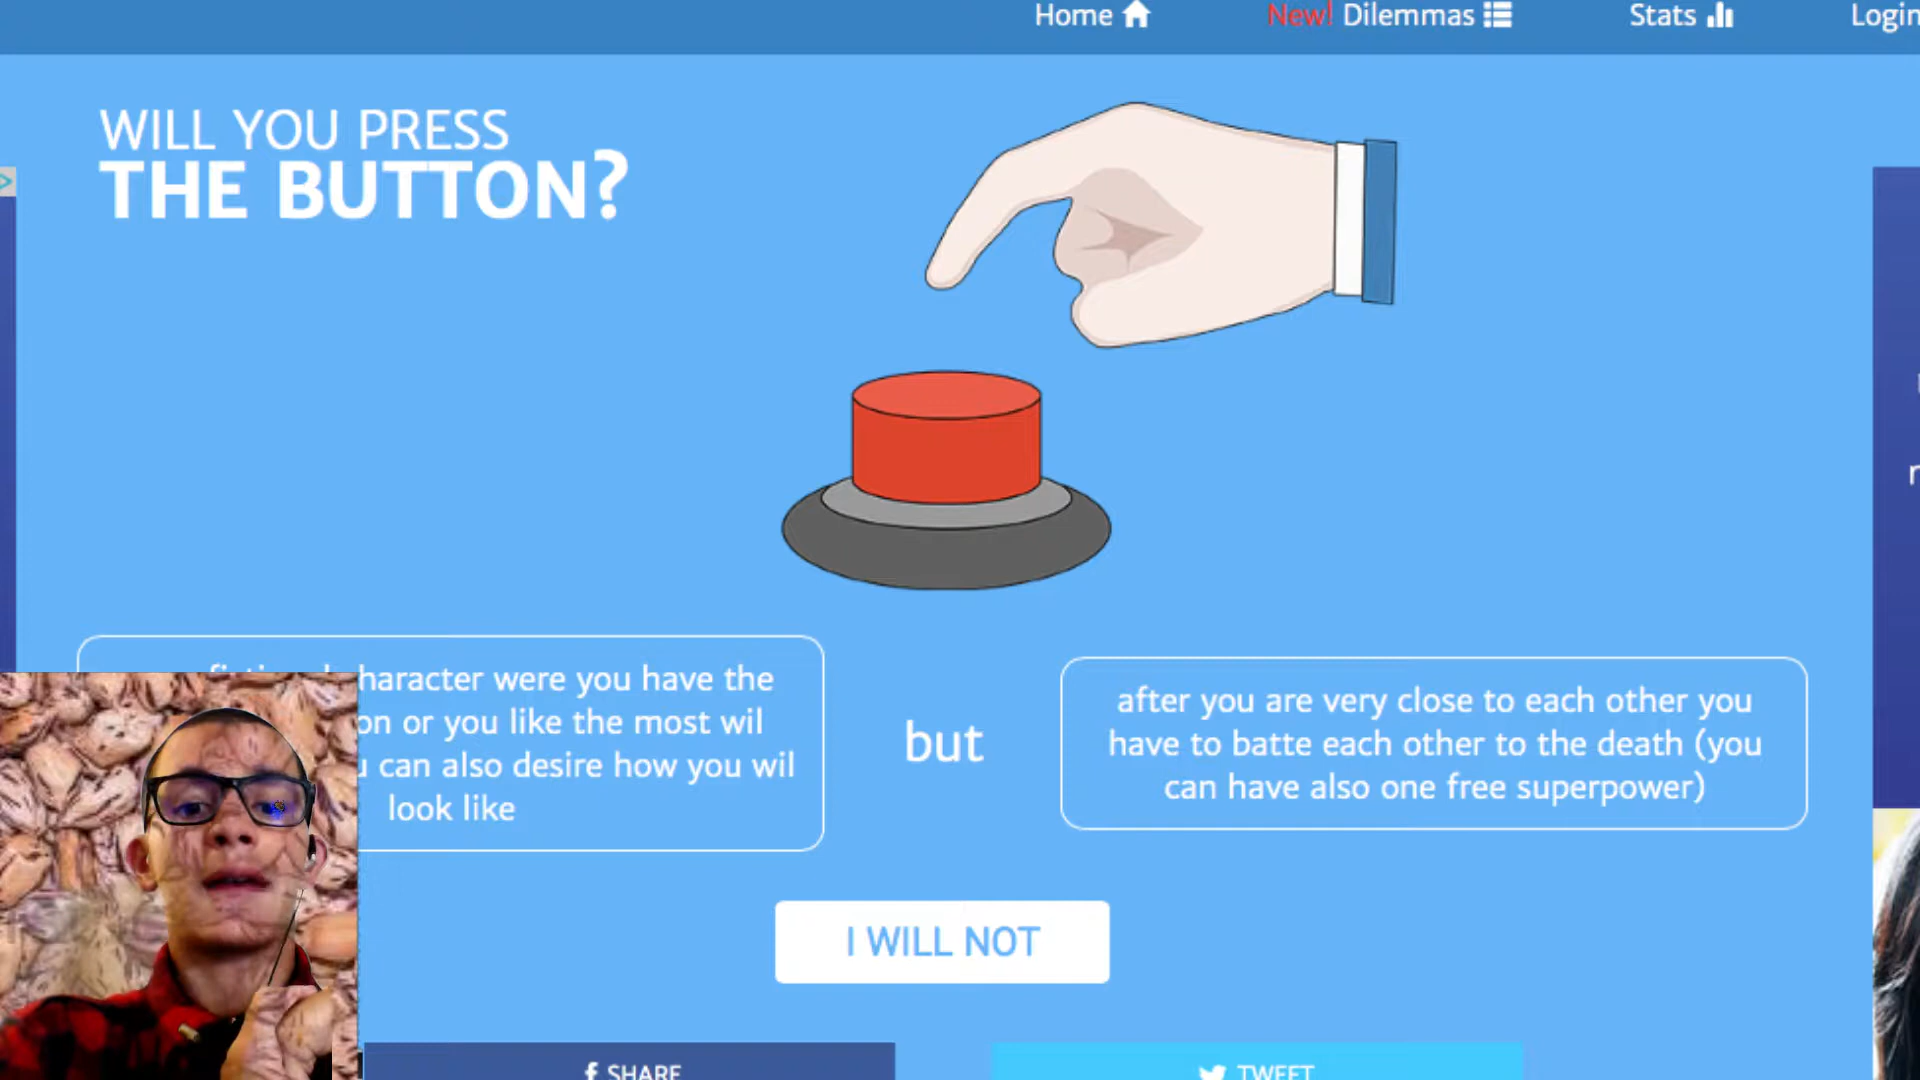 Home
New! Dilemmas
Stats
Login
WILL YOU PRESS
THE BUTTON?
haracter were you have the
on or you like the most wil
can also desire how you wil
look like
but
after you are very close to each other you
have to batte each other to the death (you
can have also one free superpower)
I WILL NOT
SHARE
TWEET